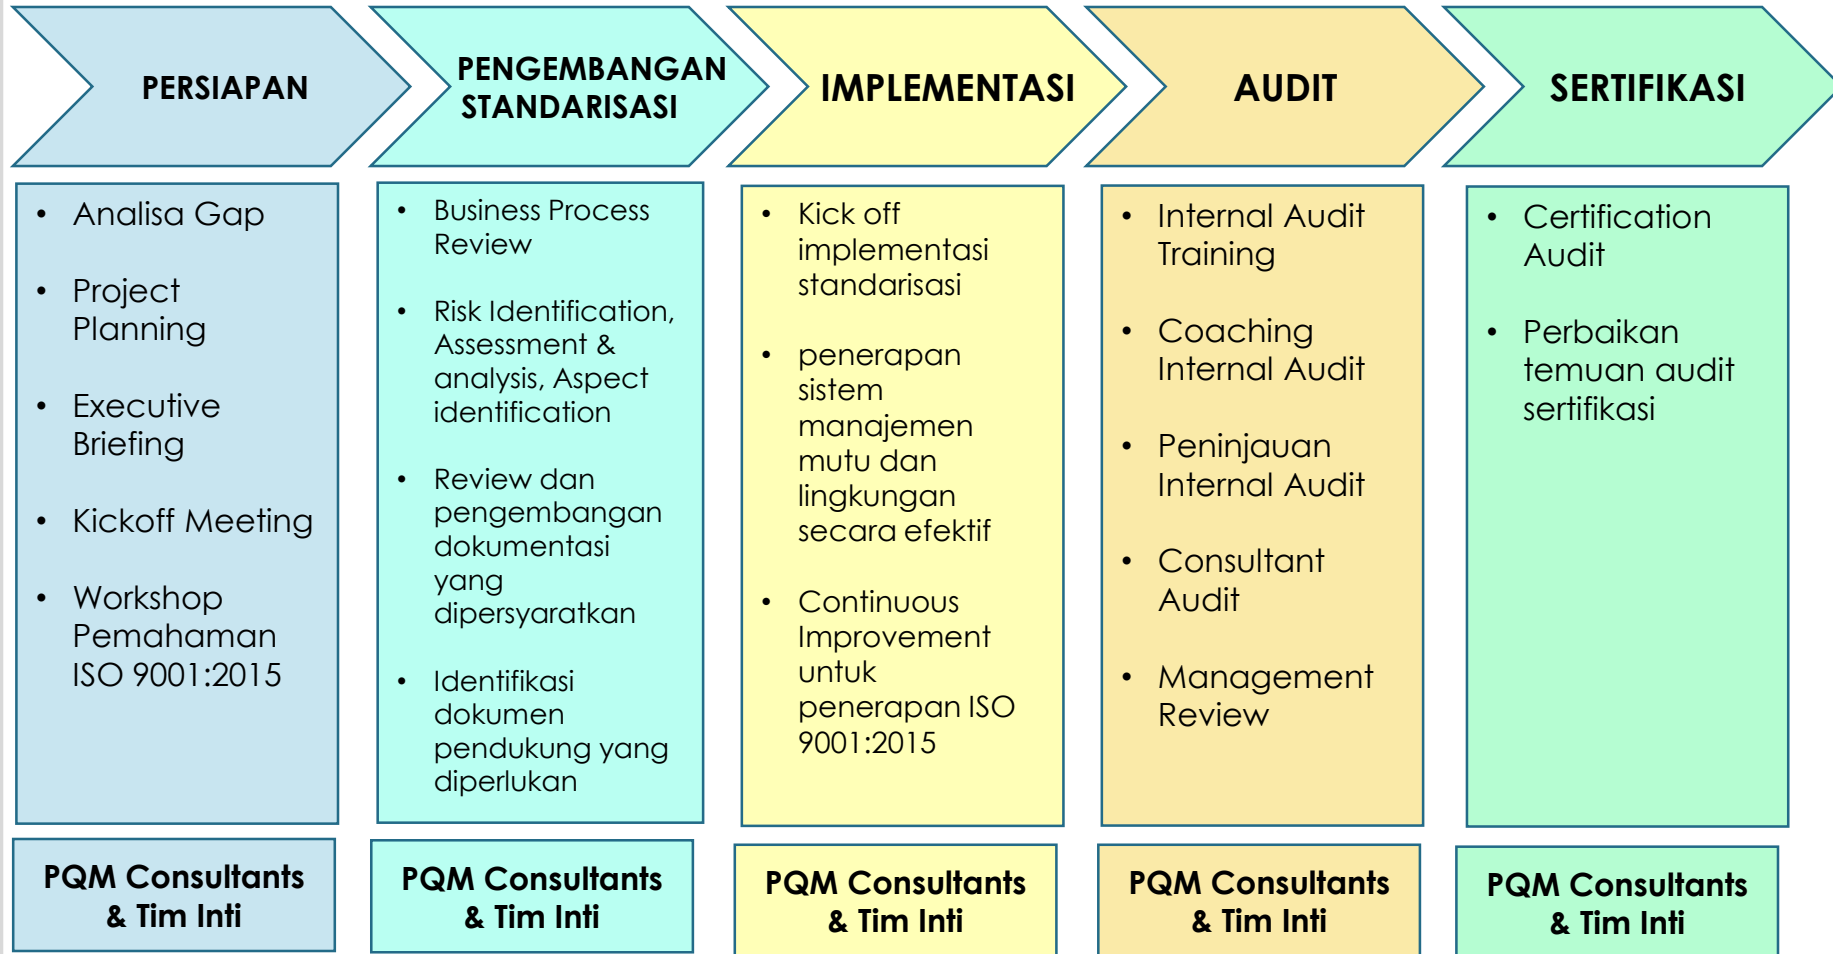 PERSIAPAN
PENGEMBANGAN
STANDARISASI
IMPLEMENTASI
AUDIT
SERTIFIKASI
• Analisa Gap
• Project
Planning
• Executive
Briefing
• Kickoff Meeting
• Workshop
Pemahaman
ISO 9001:2015
• Business Process
Review
• Risk Identification,
Assessment &
analysis, Aspect
identification
• Review dan
pengembangan
dokumentasi
yang
dipersyaratkan
• Identifikasi
dokumen
pendukung yang
diperlukan
• Kick off
implementasi
standarisasi
• penerapan
sistem
manajemen
mutu dan
lingkungan
secara efektif
• Continuous
Improvement
untuk
penerapan ISO
9001:2015
• Internal Audit
Training
• Coaching
Internal Audit
• Peninjauan
Internal Audit
• Consultant
Audit
• Management
Review
• Certification
Audit
• Perbaikan
temuan audit
sertifikasi
PQM Consultants
& Tim Inti
PQM Consultants
& Tim Inti
PQM Consultants
& Tim Inti
PQM Consultants
& Tim Inti
PQM Consultants
& Tim Inti